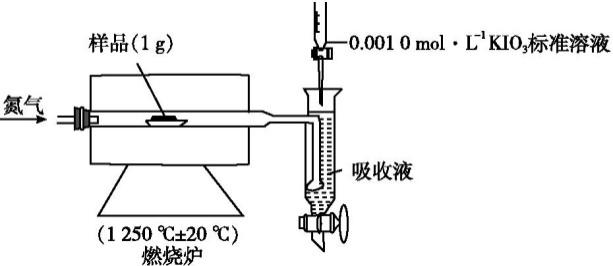 样品(1 g)
0.001 0 mol·L⁻¹KIO₃标准溶液
氮气
吸收液
(1 250 ℃±20 ℃)
燃烧炉